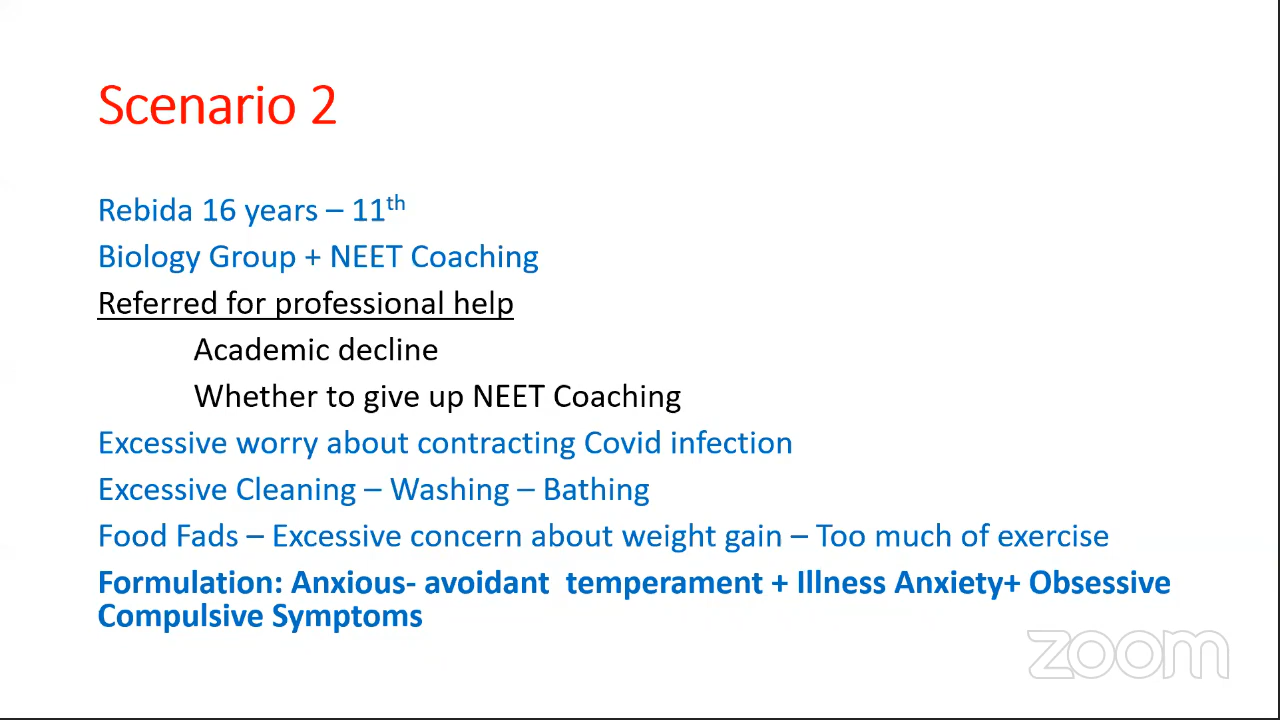 Scenario 2
Rebida 16 years – 11th
Biology Group + NEET Coaching
Referred for professional help
Academic decline
Whether to give up NEET Coaching
Excessive worry about contracting Covid infection
Excessive Cleaning – Washing – Bathing
Food Fads – Excessive concern about weight gain – Too much of exercise
Formulation: Anxious- avoidant temperament + Illness Anxiety+ Obsessive
Compulsive Symptoms
zoom